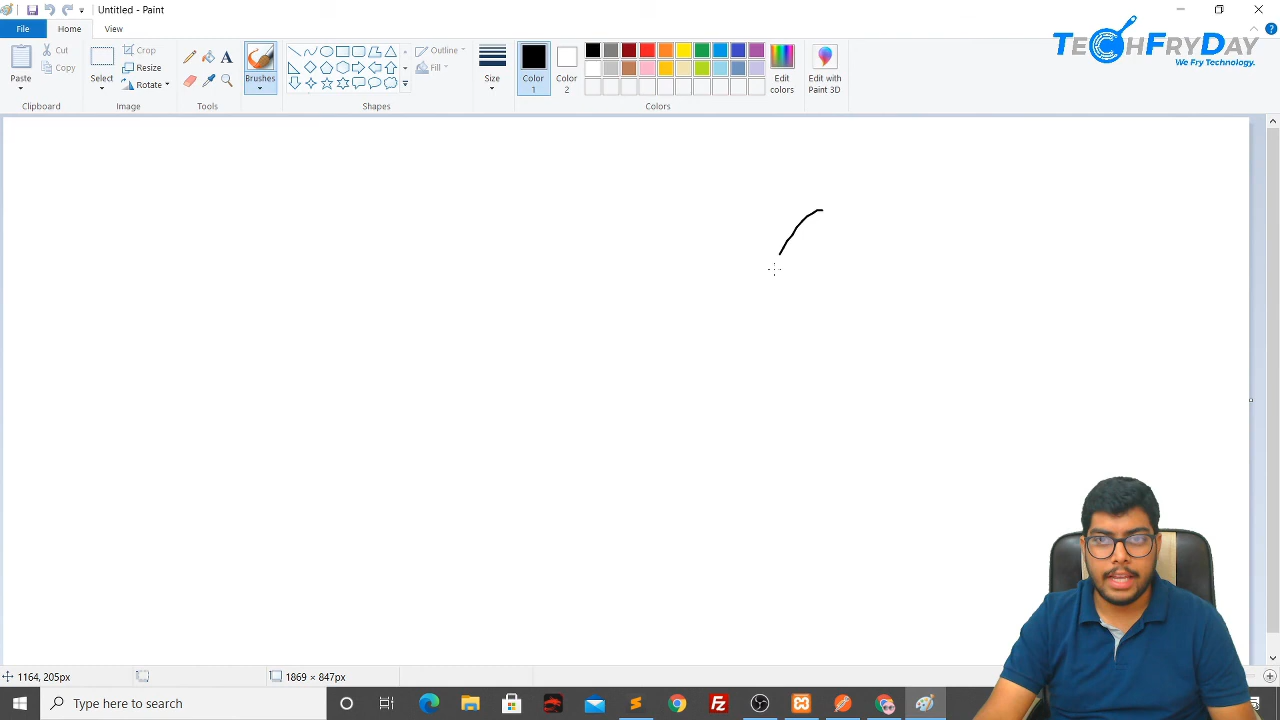 Untitled - Paint
File
Home
View
Paste
Cut
Copy
Clipboard
Select
Crop
Resize
Rotate
Image
A
Tools
Brushes
Outline
Fill
Shapes
Size
Color
1
Color
2
Edit
colors
Colors
Edit with
Paint 3D
TECHFRYDAY
We Fry Technology.
1164, 205px
1869 × 847px
Type here to search